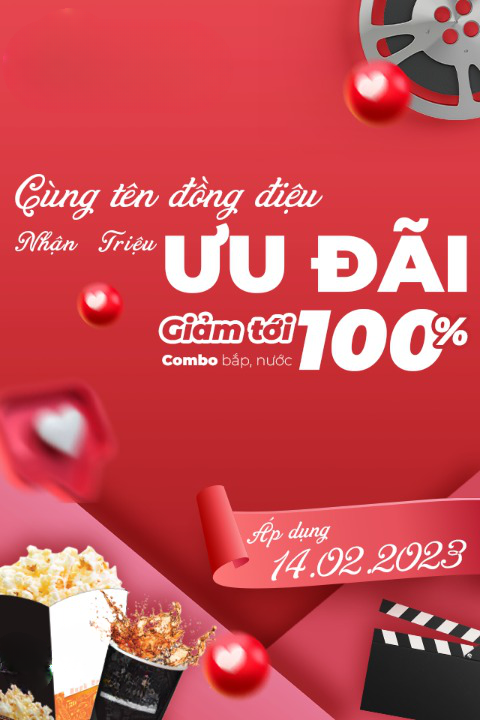 Cùng tên đồng điệu
Nhận Triệu
ƯU ĐÃI
Giảm tới 100%
Combo bắp, nước
Áp dụng
14.02.2023